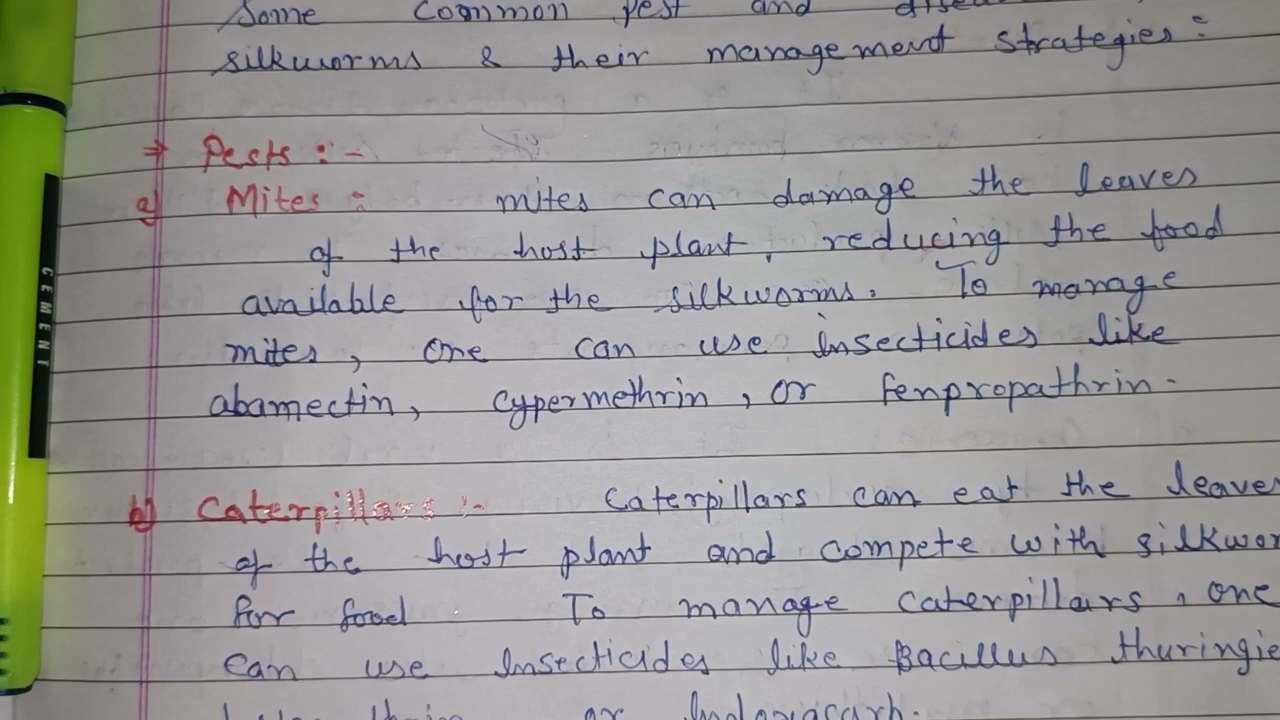 Some common pest and
silkworms & their management strategies:
⇒ Pests :-
a) Mites : mites can damage the leaves
of the host plant, reducing the food
available for the silkworms. To manage
mites, one can use insecticides like
abamectin, cypermethrin, or fenpropathrin.
b) Caterpillars :- Caterpillars can eat the leave
of the host plant and compete with silkwor
for food To manage caterpillars, one
can use insecticides like Bacillus thuringie
or
CEMENT